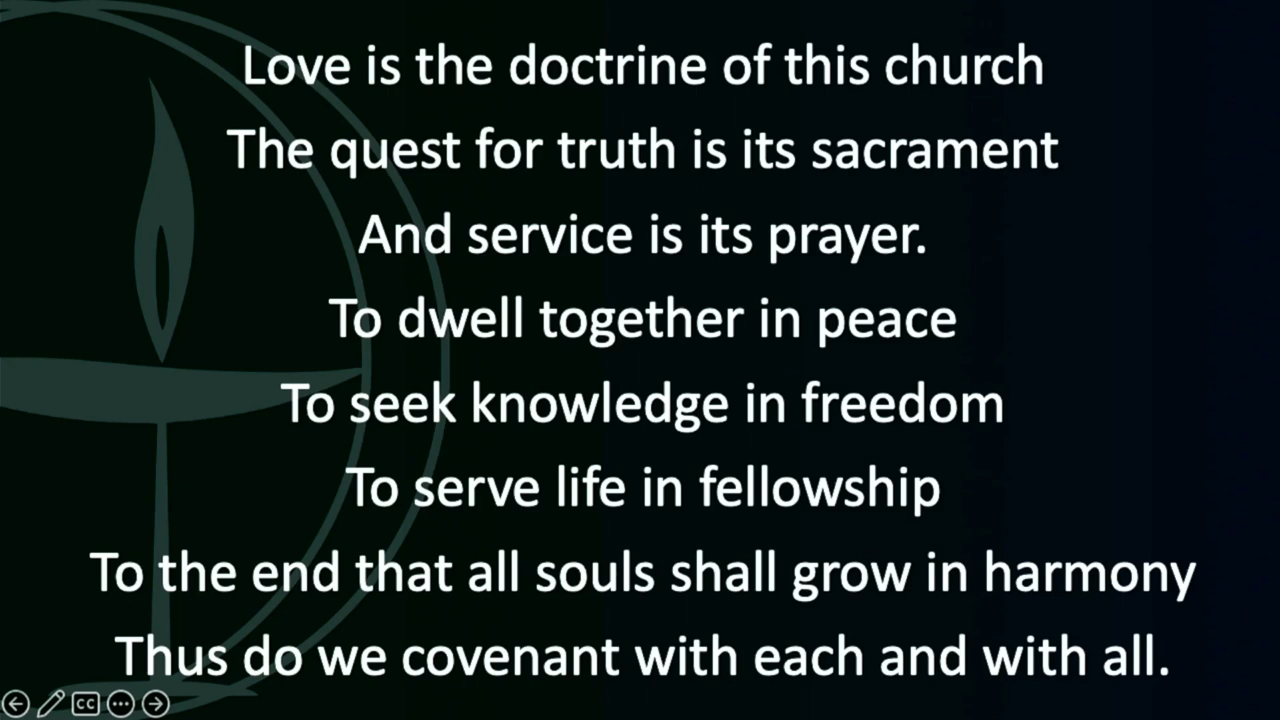 Love is the doctrine of this church
The quest for truth is its sacrament
And service is its prayer.
To dwell together in peace
To seek knowledge in freedom
To serve life in fellowship
To the end that all souls shall grow in harmony
Thus do we covenant with each and with all.
CC